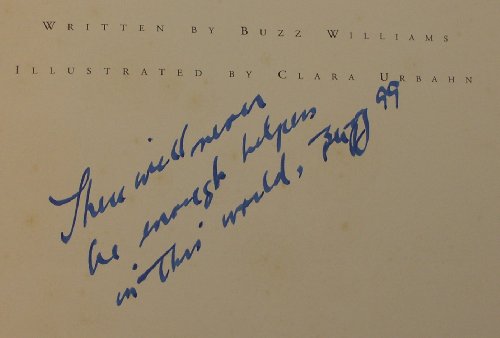 WRITTEN BY BUZZ WILLIAMS
ILLUSTRATED BY CLARA URBAHN
There will never
be enough helpers
in this world, Buzz 99